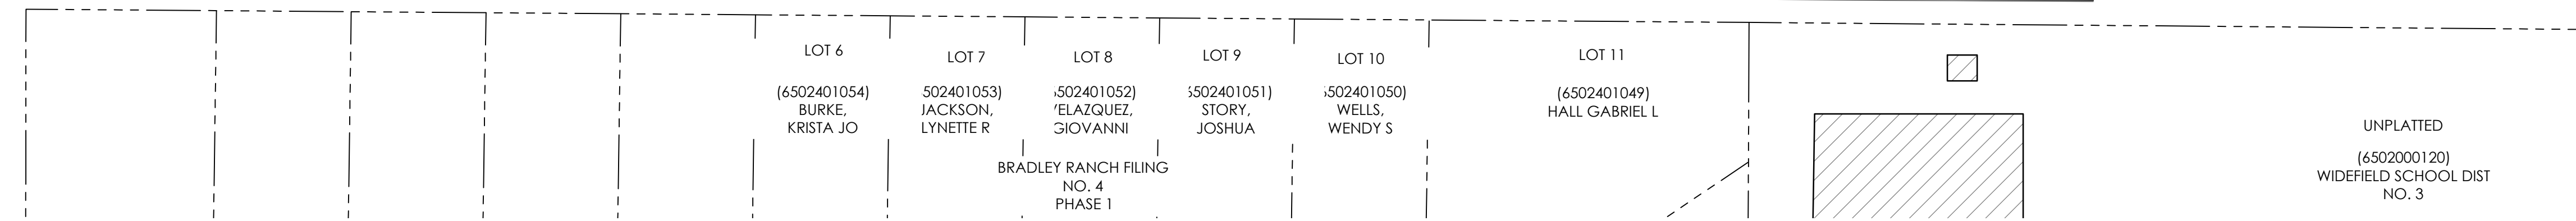 LOT 6
(6502401054)
BURKE,
KRISTA JO
LOT 7
502401053)
JACKSON,
LYNETTE R
LOT 8
502401052)
VELAZQUEZ,
GIOVANNI
LOT 9
502401051)
STORY,
JOSHUA
LOT 10
502401050)
WELLS,
WENDY S
LOT 11
(6502401049)
HALL GABRIEL L
BRADLEY RANCH FILING
NO. 4
PHASE 1
UNPLATTED
(6502000120)
WIDEFIELD SCHOOL DIST
NO. 3